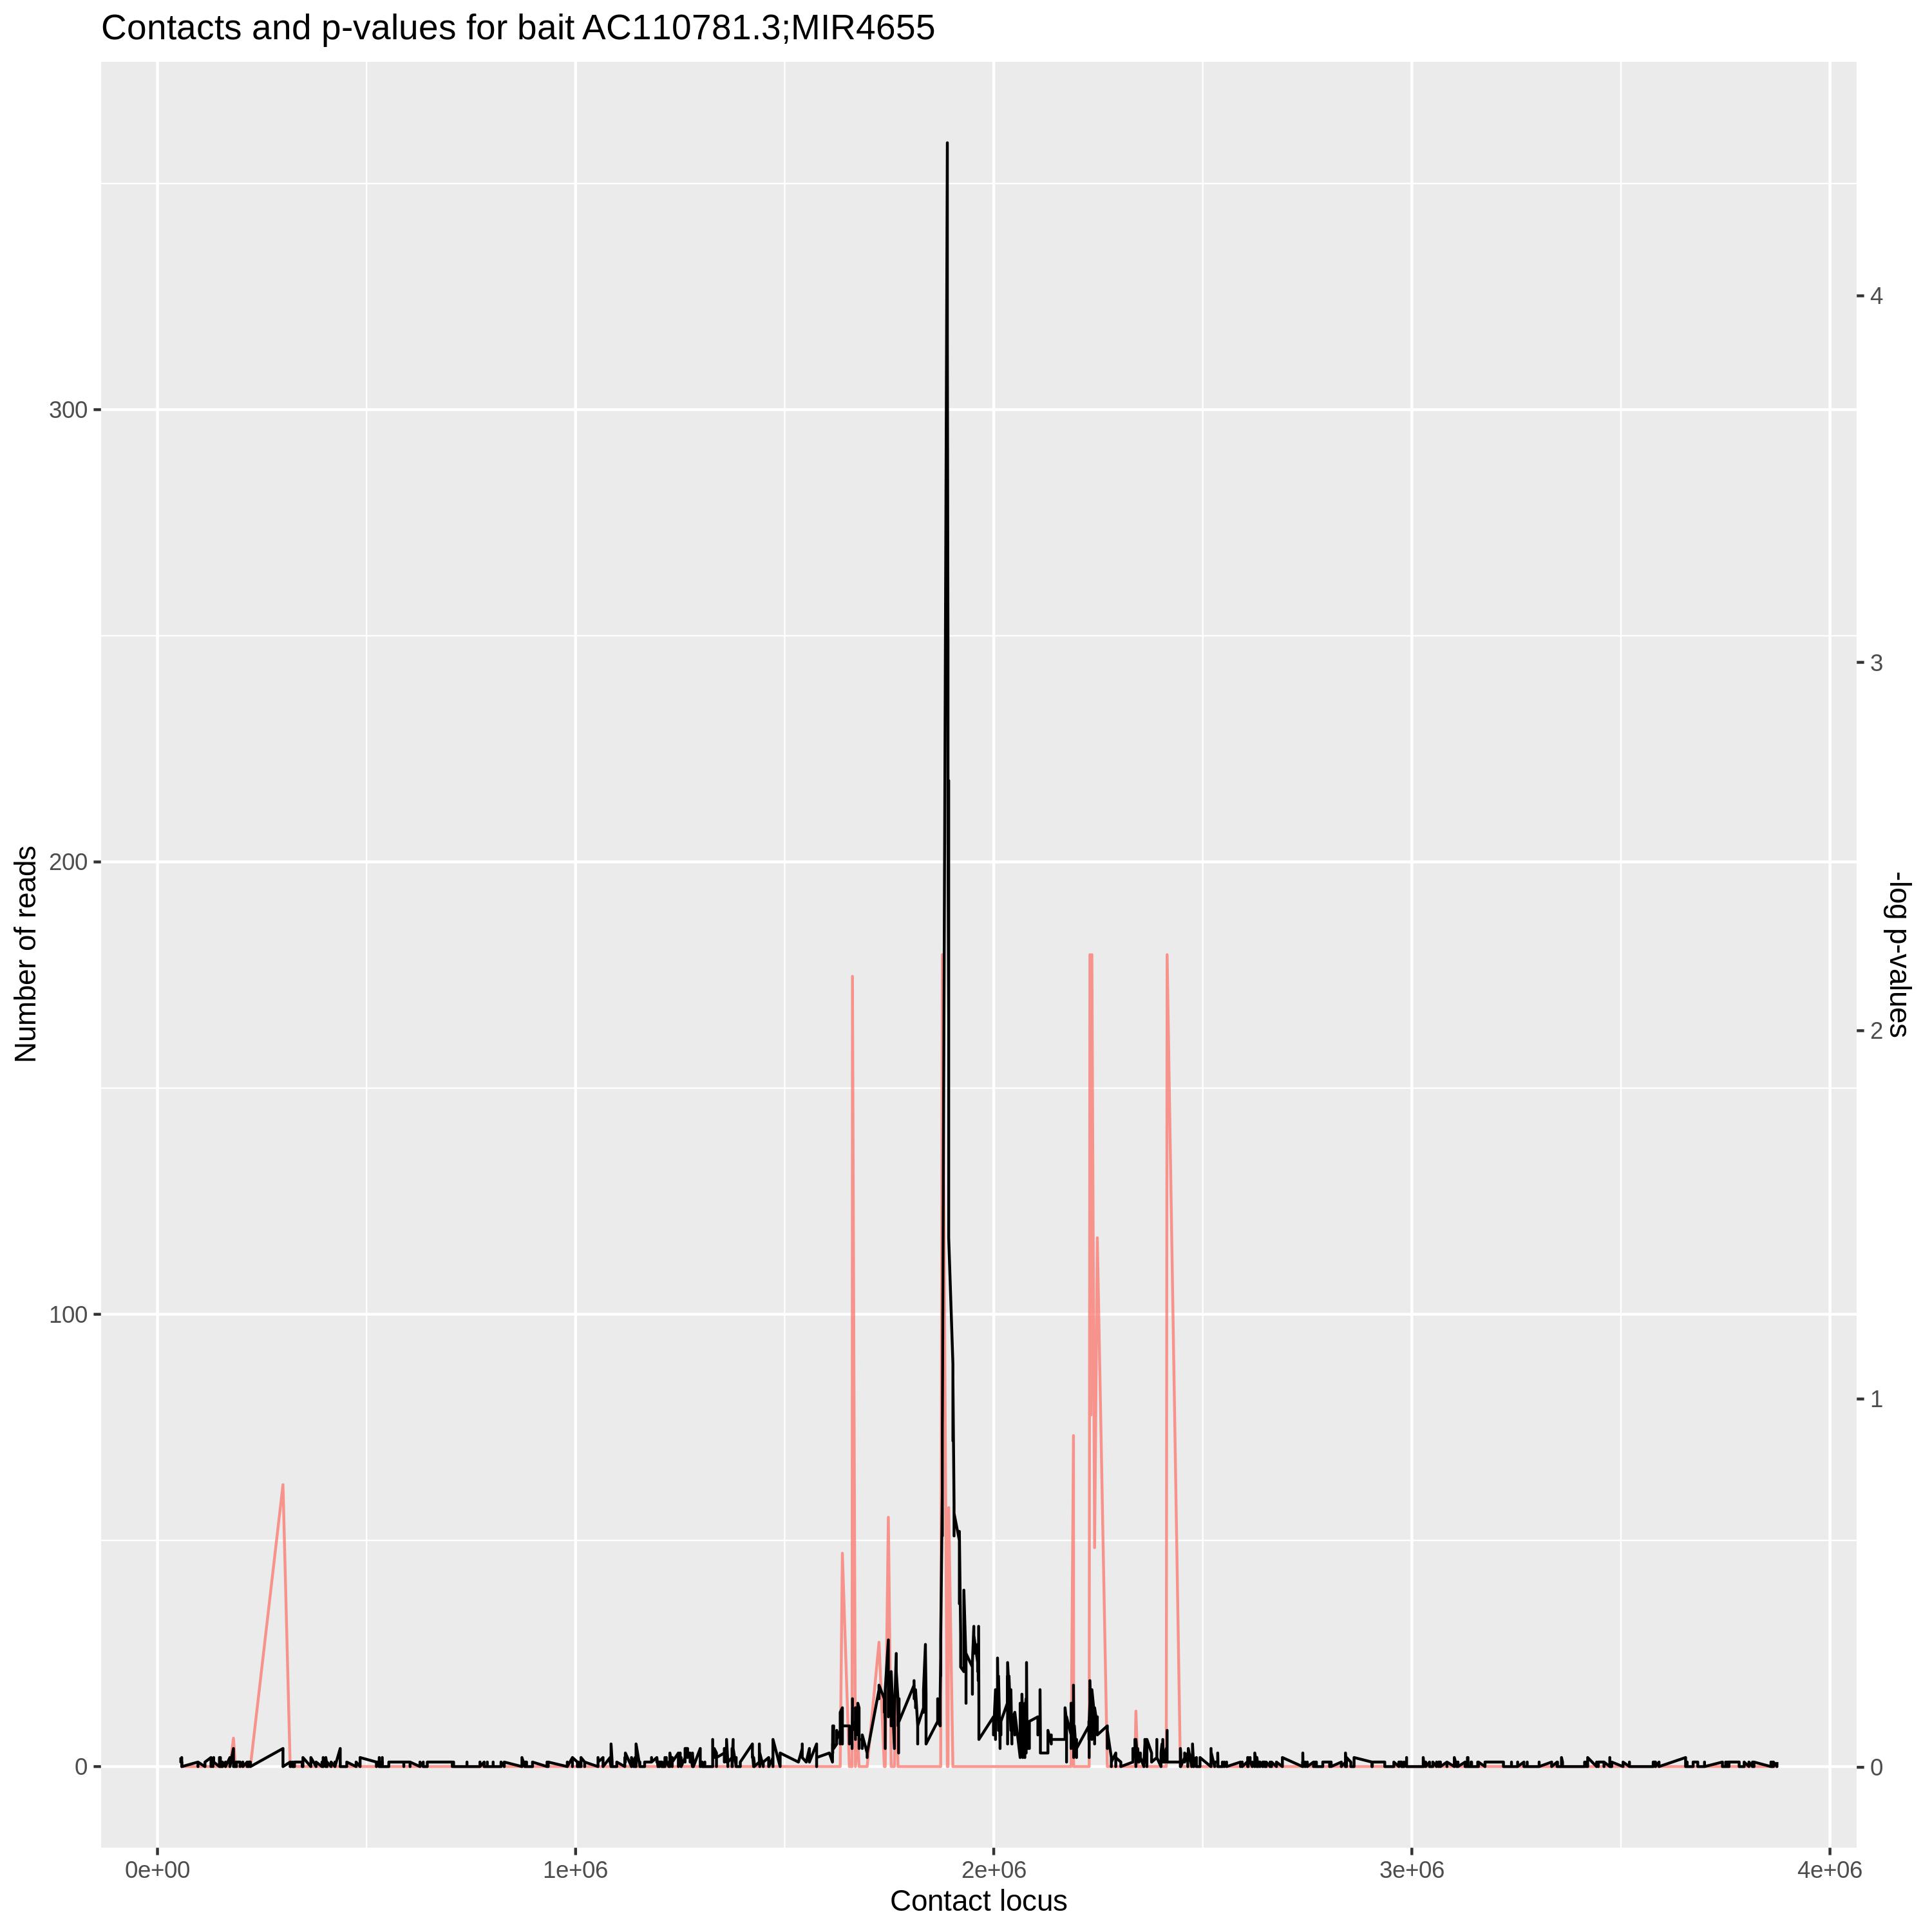 Contacts and p-values for bait AC110781.3;MIR4655
Number of reads
300
200
100
0
4
3
2
1
0
-log p-values
0e+00
1e+06
2e+06
3e+06
4e+06
Contact locus